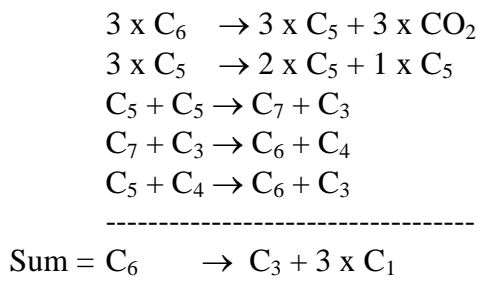 3 x C₆ → 3 x C₅ + 3 x CO₂
3 x C₅ → 2 x C₅ + 1 x C₅
C₅ + C₅ → C₇ + C₃
C₇ + C₃ → C₆ + C₄
C₅ + C₄ → C₆ + C₃
-----------------------------------
Sum = C₆ → C₃ + 3 x C₁